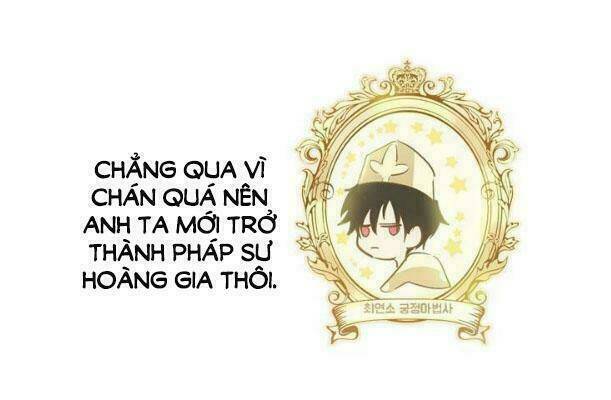 CHẲNG QUA VÌ
CHÁN QUÁ NÊN
ANH TA MỚI TRỞ
THÀNH PHÁP SƯ
HOÀNG GIA THÔI.
최연소 궁정마법사